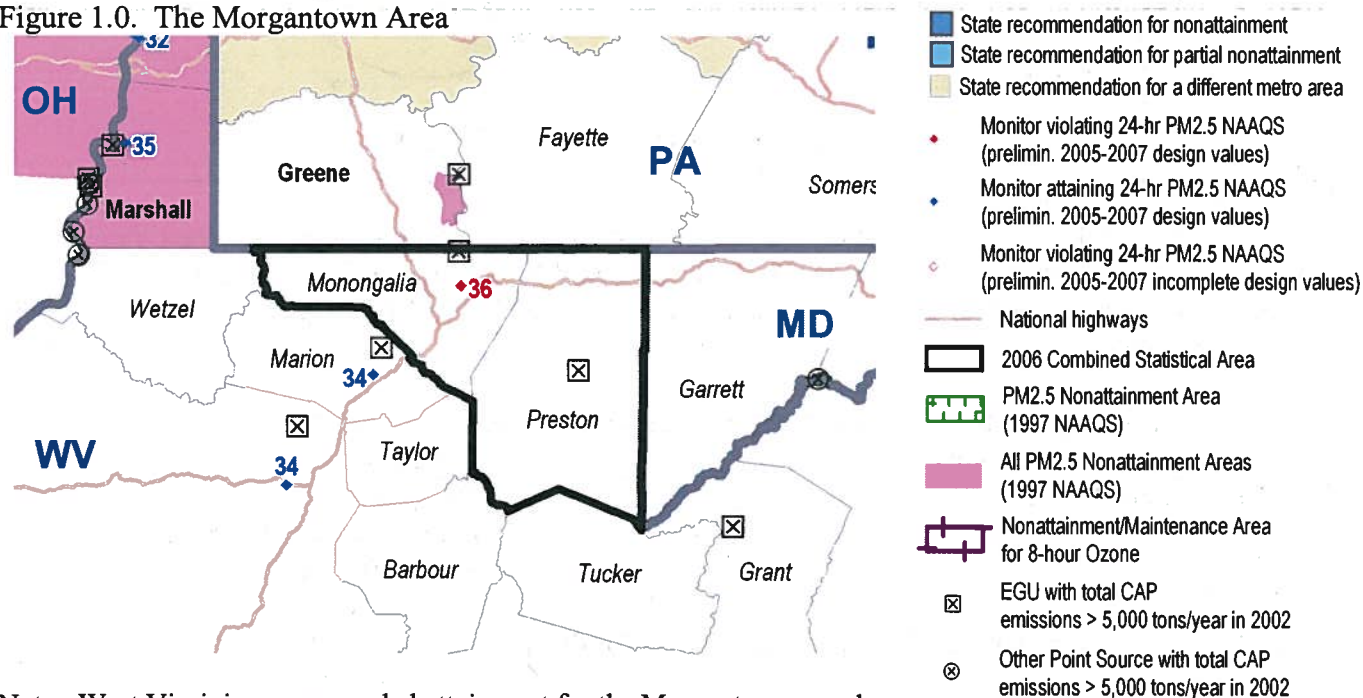 Figure 1.0. The Morgantown Area
32
OH
35
Marshall
Greene
Fayette
PA
Somers
Monongalia
36
Wetzel
MD
Marion
34
Garrett
Preston
WV
34
Taylor
Barbour
Tucker
Grant
State recommendation for nonattainment
State recommendation for partial nonattainment
State recommendation for a different metro area
Monitor violating 24-hr PM2.5 NAAQS
(prelimin. 2005-2007 design values)
Monitor attaining 24-hr PM2.5 NAAQS
(prelimin. 2005-2007 design values)
Monitor violating 24-hr PM2.5 NAAQS
(prelimin. 2005-2007 incomplete design values)
National highways
2006 Combined Statistical Area
PM2.5 Nonattainment Area
(1997 NAAQS)
All PM2.5 Nonattainment Areas
(1997 NAAQS)
Nonattainment/Maintenance Area
for 8-hour Ozone
EGU with total CAP
emissions > 5,000 tons/year in 2002
Other Point Source with total CAP
emissions > 5,000 tons/year in 2002